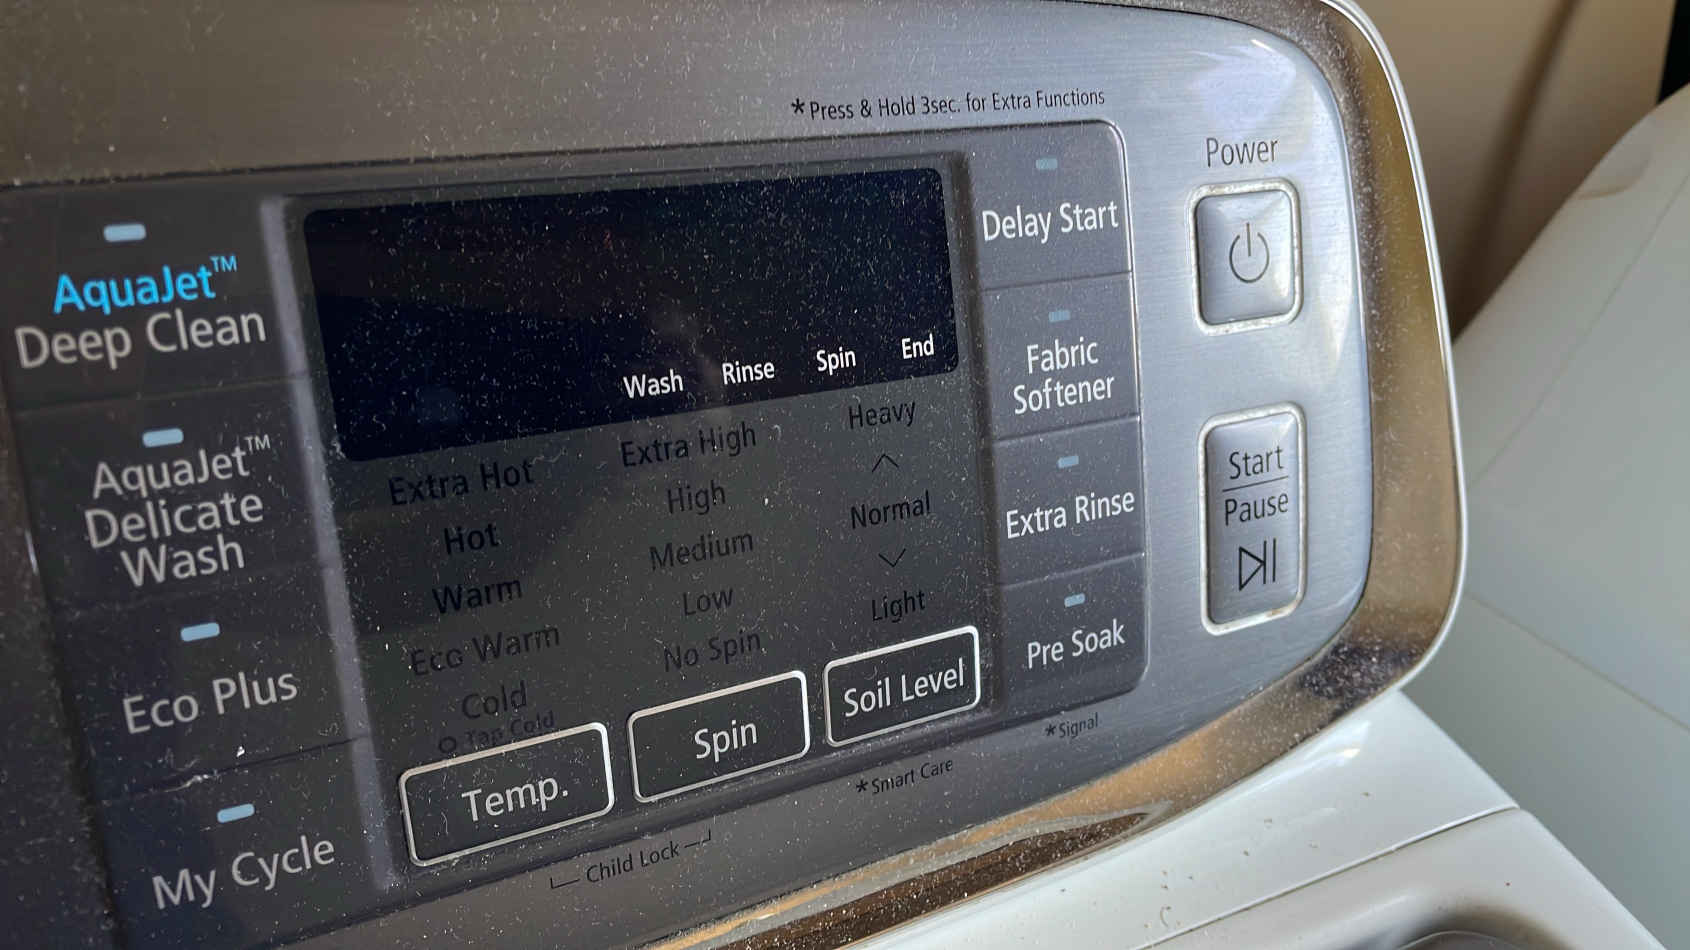 *Press & Hold 3sec. for Extra Functions
Power
AquaJet™
Deep Clean
AquaJet™
Delicate
Wash
Eco Plus
My Cycle
Wash Rinse Spin End
Extra Hot
Hot
Warm
Eco Warm
Cold
Tap Cold
Temp.
Extra High
High
Medium
Low
No Spin
Spin
Heavy
Normal
Light
Soil Level
Delay Start
Fabric
Softener
Extra Rinse
Pre Soak
Start
Pause
*Signal
*Smart Care
Child Lock